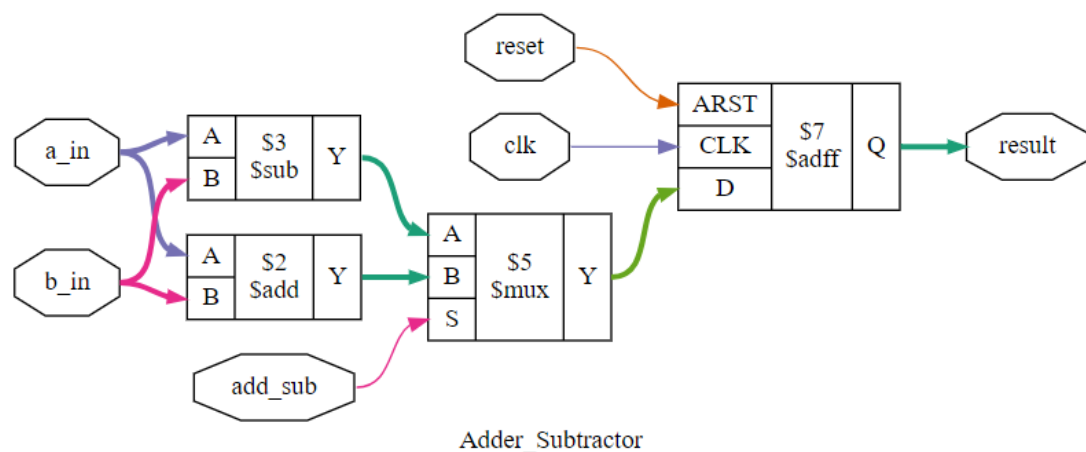 reset
ARST
CLK
D
$7
$adff
Q
clk
result
a_in
A
B
$3
$sub
Y
b_in
A
B
$2
$add
Y
A
B
S
$5
$mux
Y
add_sub
Adder_Subtractor